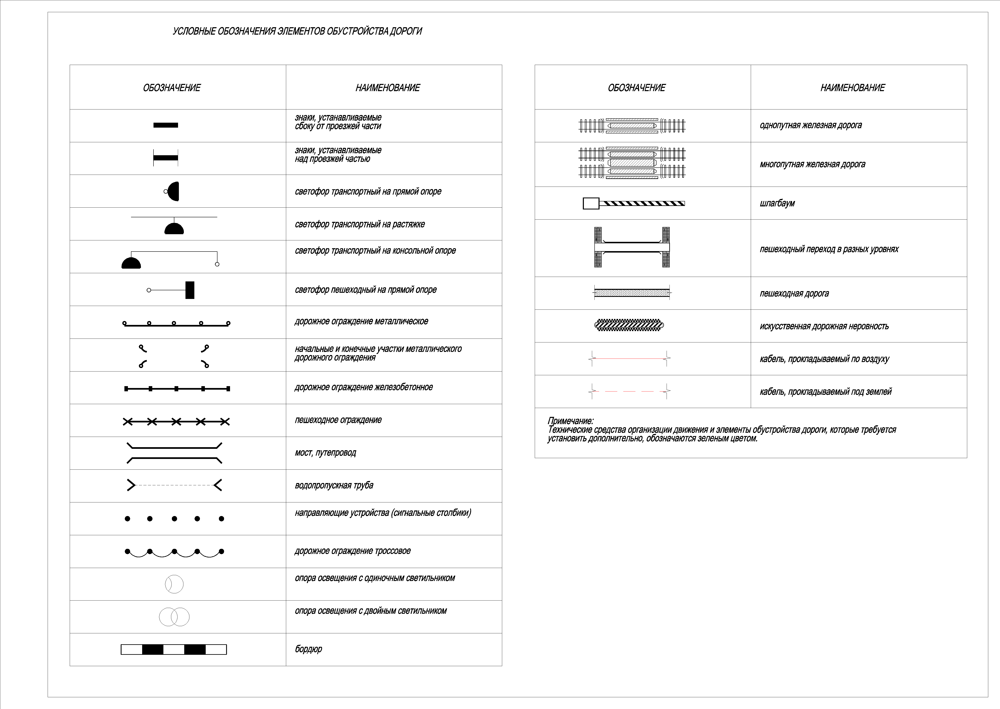 УСЛОВНЫЕ ОБОЗНАЧЕНИЯ ЭЛЕМЕНТОВ ОБУСТРОЙСТВА ДОРОГИ
ОБОЗНАЧЕНИЕ
НАИМЕНОВАНИЕ
знаки, устанавливаемые
сбоку от проезжей части
знаки, устанавливаемые
над проезжей частью
светофор транспортный на прямой опоре
светофор транспортный на растяжке
светофор транспортный на консольной опоре
светофор пешеходный на прямой опоре
дорожное ограждение металлическое
начальные и конечные участки металлического
дорожного ограждения
дорожное ограждение железобетонное
пешеходное ограждение
мост, путепровод
водопропускная труба
направляющие устройства (сигнальные столбики)
дорожное ограждение троссовое
опора освещения с одиночным светильником
опора освещения с двойным светильником
бордюр
ОБОЗНАЧЕНИЕ
НАИМЕНОВАНИЕ
однопутная железная дорога
многопутная железная дорога
шлагбаум
пешеходный переход в разных уровнях
пешеходная дорога
искусственная дорожная неровность
кабель, прокладываемый по воздуху
кабель, прокладываемый под землей
Примечание:
Технические средства организации движения и элементы обустройства дороги, которые требуется
установить дополнительно, обозначаются зеленым цветом.